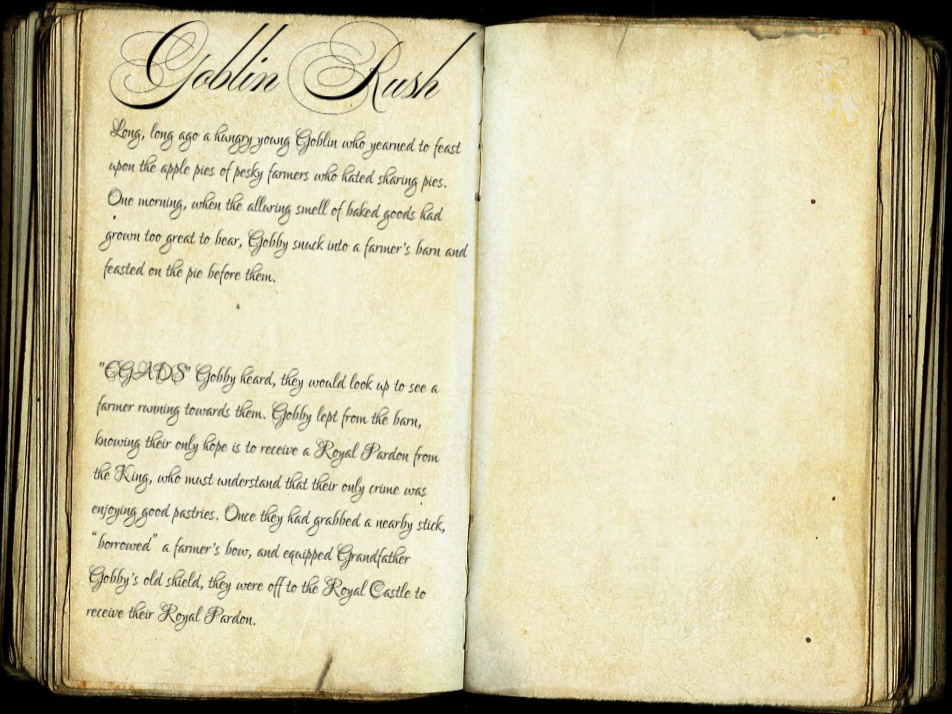 Goblin Rush
Long, long ago a hungry young Goblin who yearned to feast
upon the apple pies of pesky farmers who hated sharing pies.
One morning, when the alluring smell of baked goods had
grown too great to bear, Gobby snuck into a farmer's barn and
feasted on the pie before them.
"EGADS" Gobby heard, they would look up to see a
farmer running towards them. Gobby lept from the barn,
knowing their only hope is to receive a Royal Pardon from
the King, who must understand that their only crime was
enjoying good pastries. Once they had grabbed a nearby stick,
“borrowed” a farmer's bow, and equipped Grandfather
Gobby's old shield, they were off to the Royal Castle to
receive their Royal Pardon.